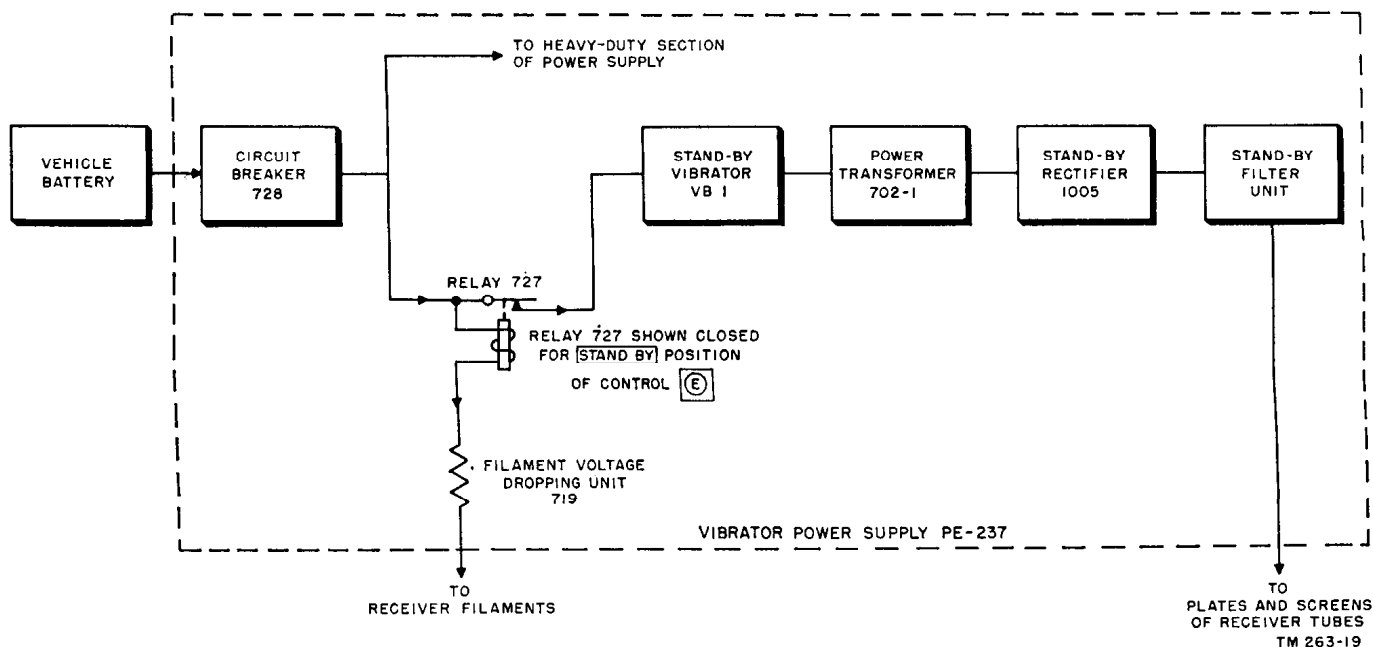 TO HEAVY-DUTY SECTION
OF POWER SUPPLY
VEHICLE
BATTERY
CIRCUIT
BREAKER
728
STAND-BY
VIBRATOR
VB 1
POWER
TRANSFORMER
702-1
STAND-BY
RECTIFIER
1005
STAND-BY
FILTER
UNIT
RELAY 727
RELAY 727 SHOWN CLOSED
FOR STAND BY POSITION
OF CONTROL E
FILAMENT VOLTAGE
DROPPING UNIT
719
VIBRATOR POWER SUPPLY PE-237
TO
RECEIVER FILAMENTS
TO
PLATES AND SCREENS
OF RECEIVER TUBES
TM 263-19